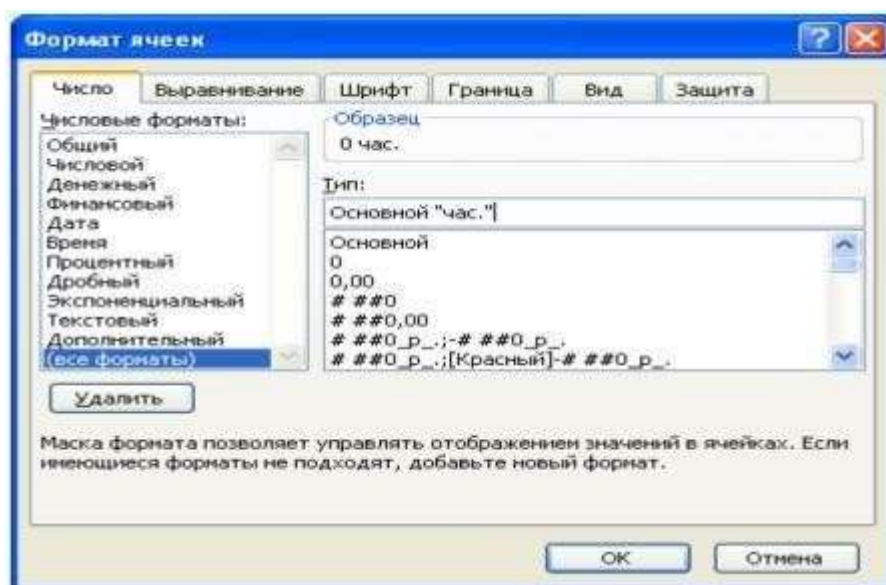 Формат ячеек
Число Выравнивание Шрифт Граница Вид Защита
Числовые форматы:
Общий
Числовой
Денежный
Финансовый
Дата
Время
Процентный
Дробный
Экспоненциальный
Текстовый
Дополнительный
(все форматы)
Образец
0 час.
Тип:
Основной "час."
Основной
0
0,00
# ##0
# ##0,00
# ##0_р_.;-# ##0_р_.
# ##0_р_.;[Красный]-# ##0_р_.
Удалить
Маска формата позволяет управлять отображением значений в ячейках. Если
имеющиеся форматы не подходят, добавьте новый формат.
ОК Отмена